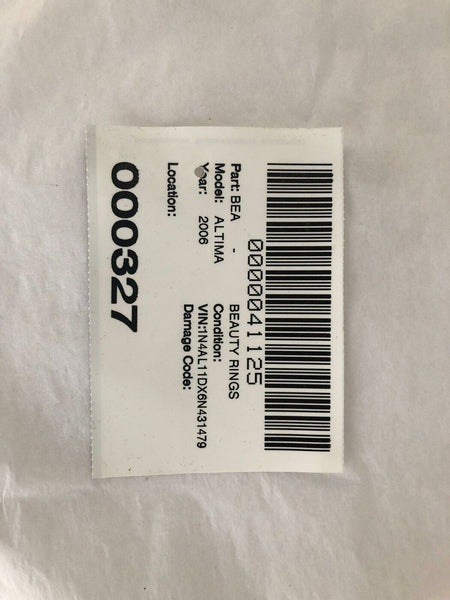 0000041125
Part: BEA - BEAUTY RINGS
Model: ALTIMA Condition:
Year: 2006 VIN:1N4AL11DX6N431479
Damage Code:
Location:
000327